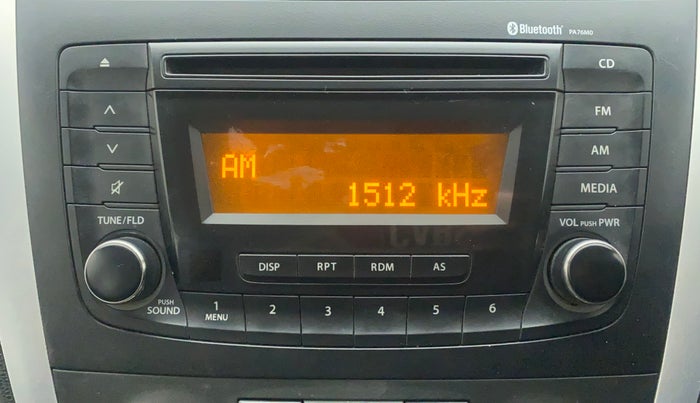 Bluetooth® PA76M0
CD
FM
AM
MEDIA
AM
1512 kHz
TUNE/FLD
VOL PUSH PWR
DISP RPT RDM AS
PUSH
SOUND
1 2 3 4 5 6
MENU